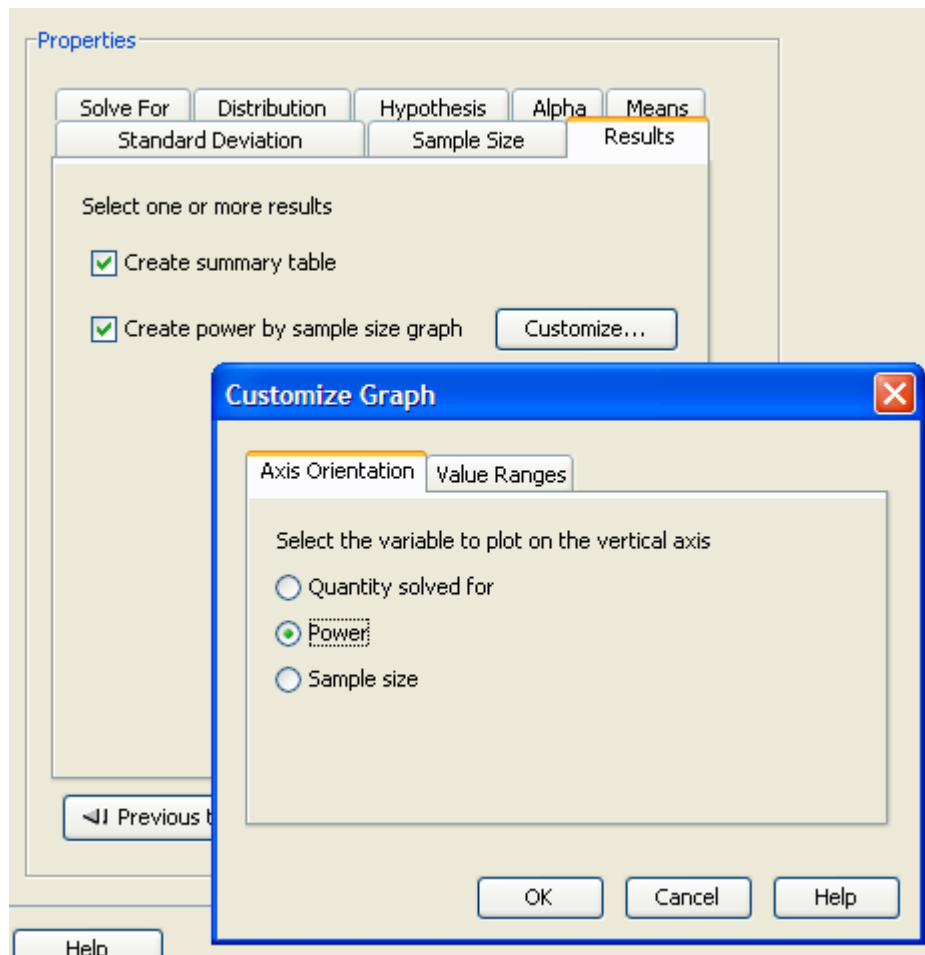 Properties
Solve For Distribution Hypothesis Alpha Means
Standard Deviation Sample Size Results
Select one or more results
Create summary table
Create power by sample size graph Customize...
Customize Graph
Axis Orientation Value Ranges
Select the variable to plot on the vertical axis
Quantity solved for
Power
Sample size
Previous
OK Cancel Help
Help